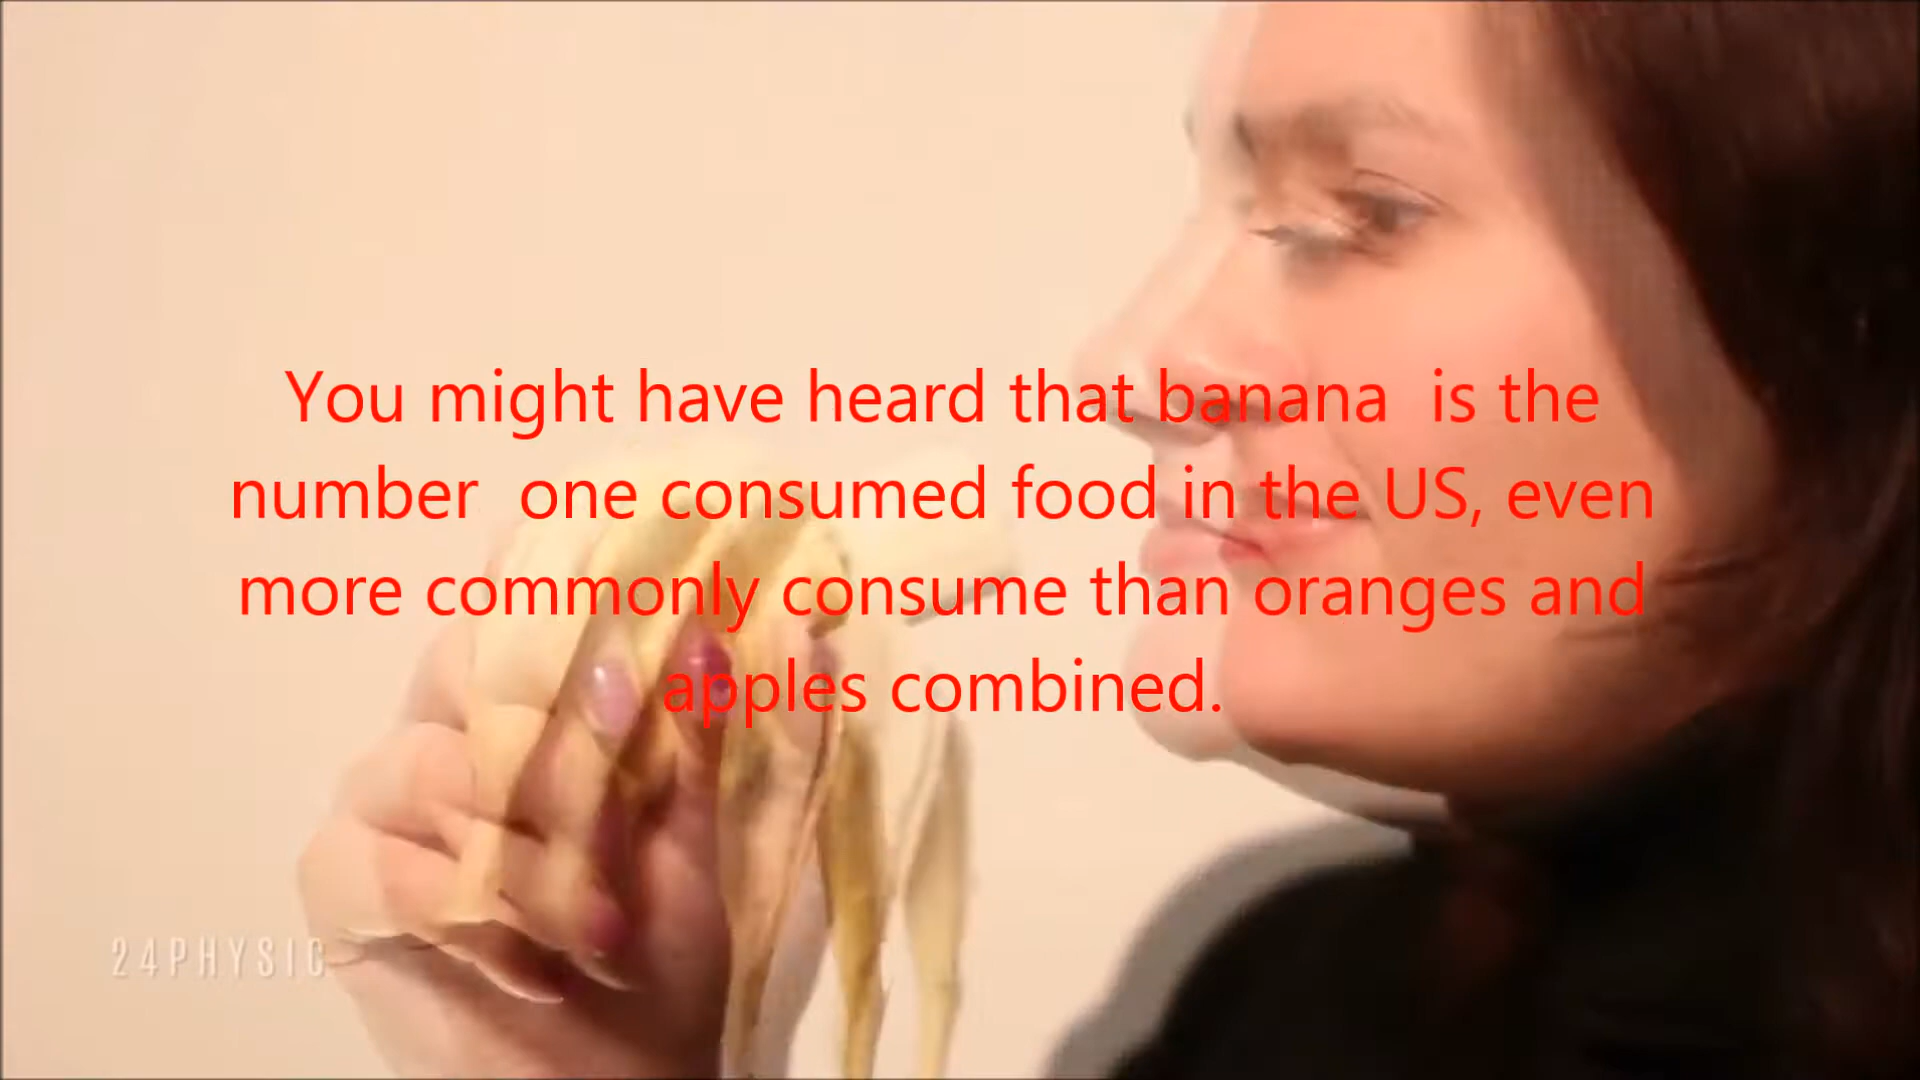 You might have heard that banana  is the
number  one consumed food in the US, even
more commonly consume than oranges and
apples combined.
24PHYSIC